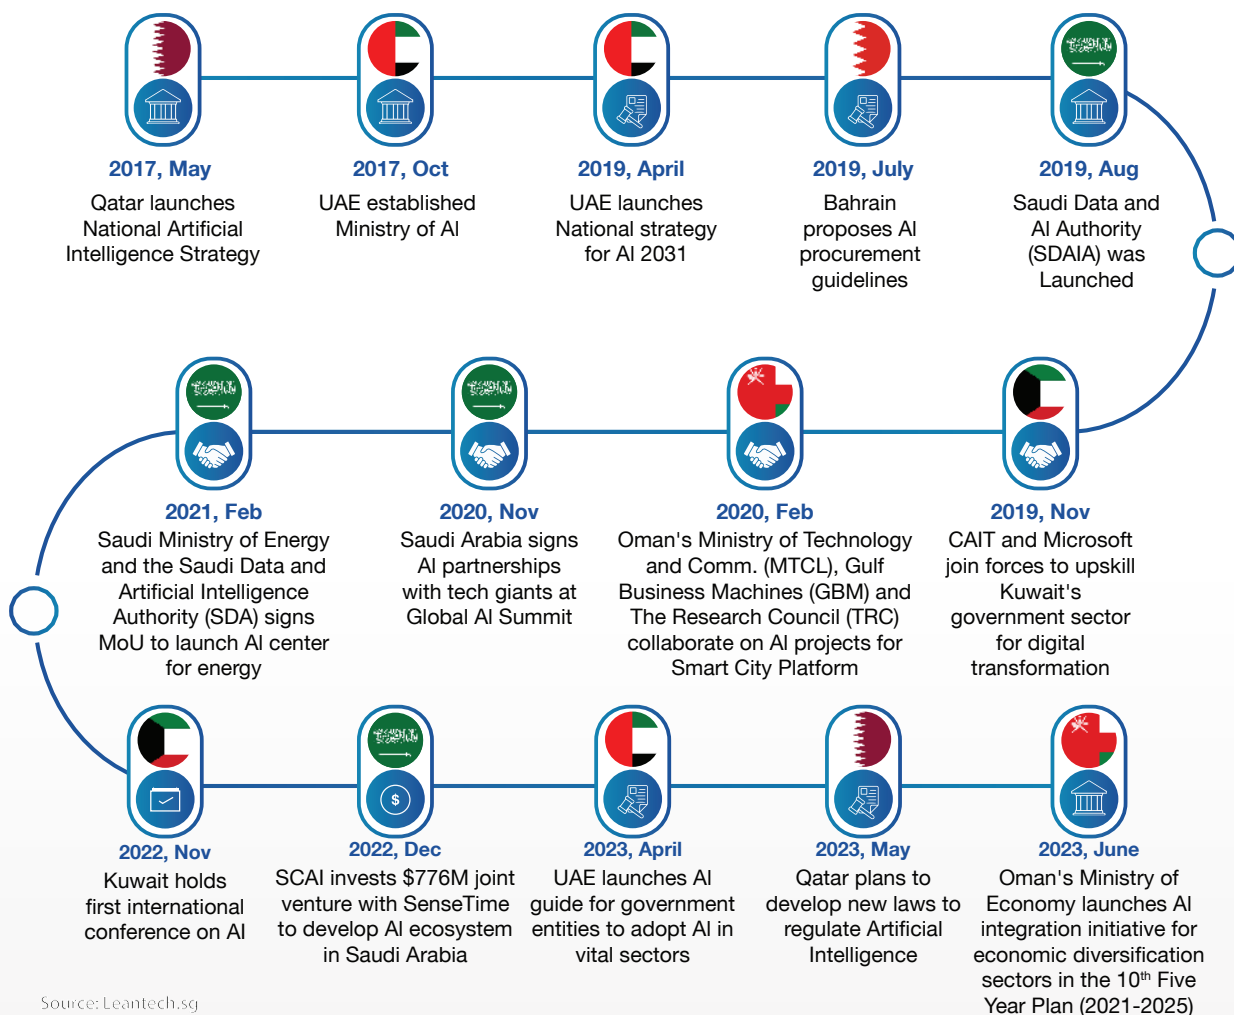 2017, May
Qatar launches
National Artificial
Intelligence Strategy
2017, Oct
UAE established
Ministry of AI
2019, April
UAE launches
National strategy
for AI 2031
2019, July
Bahrain
proposes AI
procurement
guidelines
2019, Aug
Saudi Data and
AI Authority
(SDAIA) was
Launched
2021, Feb
Saudi Ministry of Energy
and the Saudi Data and
Artificial Intelligence
Authority (SDA) signs
MoU to launch AI center
for energy
2020, Nov
Saudi Arabia signs
AI partnerships
with tech giants at
Global AI Summit
2020, Feb
Oman's Ministry of Technology
and Comm. (MTCL), Gulf
Business Machines (GBM) and
The Research Council (TRC)
collaborate on AI projects for
Smart City Platform
2019, Nov
CAIT and Microsoft
join forces to upskill
Kuwait's
government sector
for digital
transformation
2022, Nov
Kuwait holds
first international
conference on AI
2022, Dec
SCAI invests $776M joint
venture with SenseTime
to develop AI ecosystem
in Saudi Arabia
2023, April
UAE launches AI
guide for government
entities to adopt AI in
vital sectors
2023, May
Qatar plans to
develop new laws to
regulate Artificial
Intelligence
2023, June
Oman's Ministry of
Economy launches AI
integration initiative for
economic diversification
sectors in the 10th Five
Year Plan (2021-2025)
$
Source: Leantech.sg